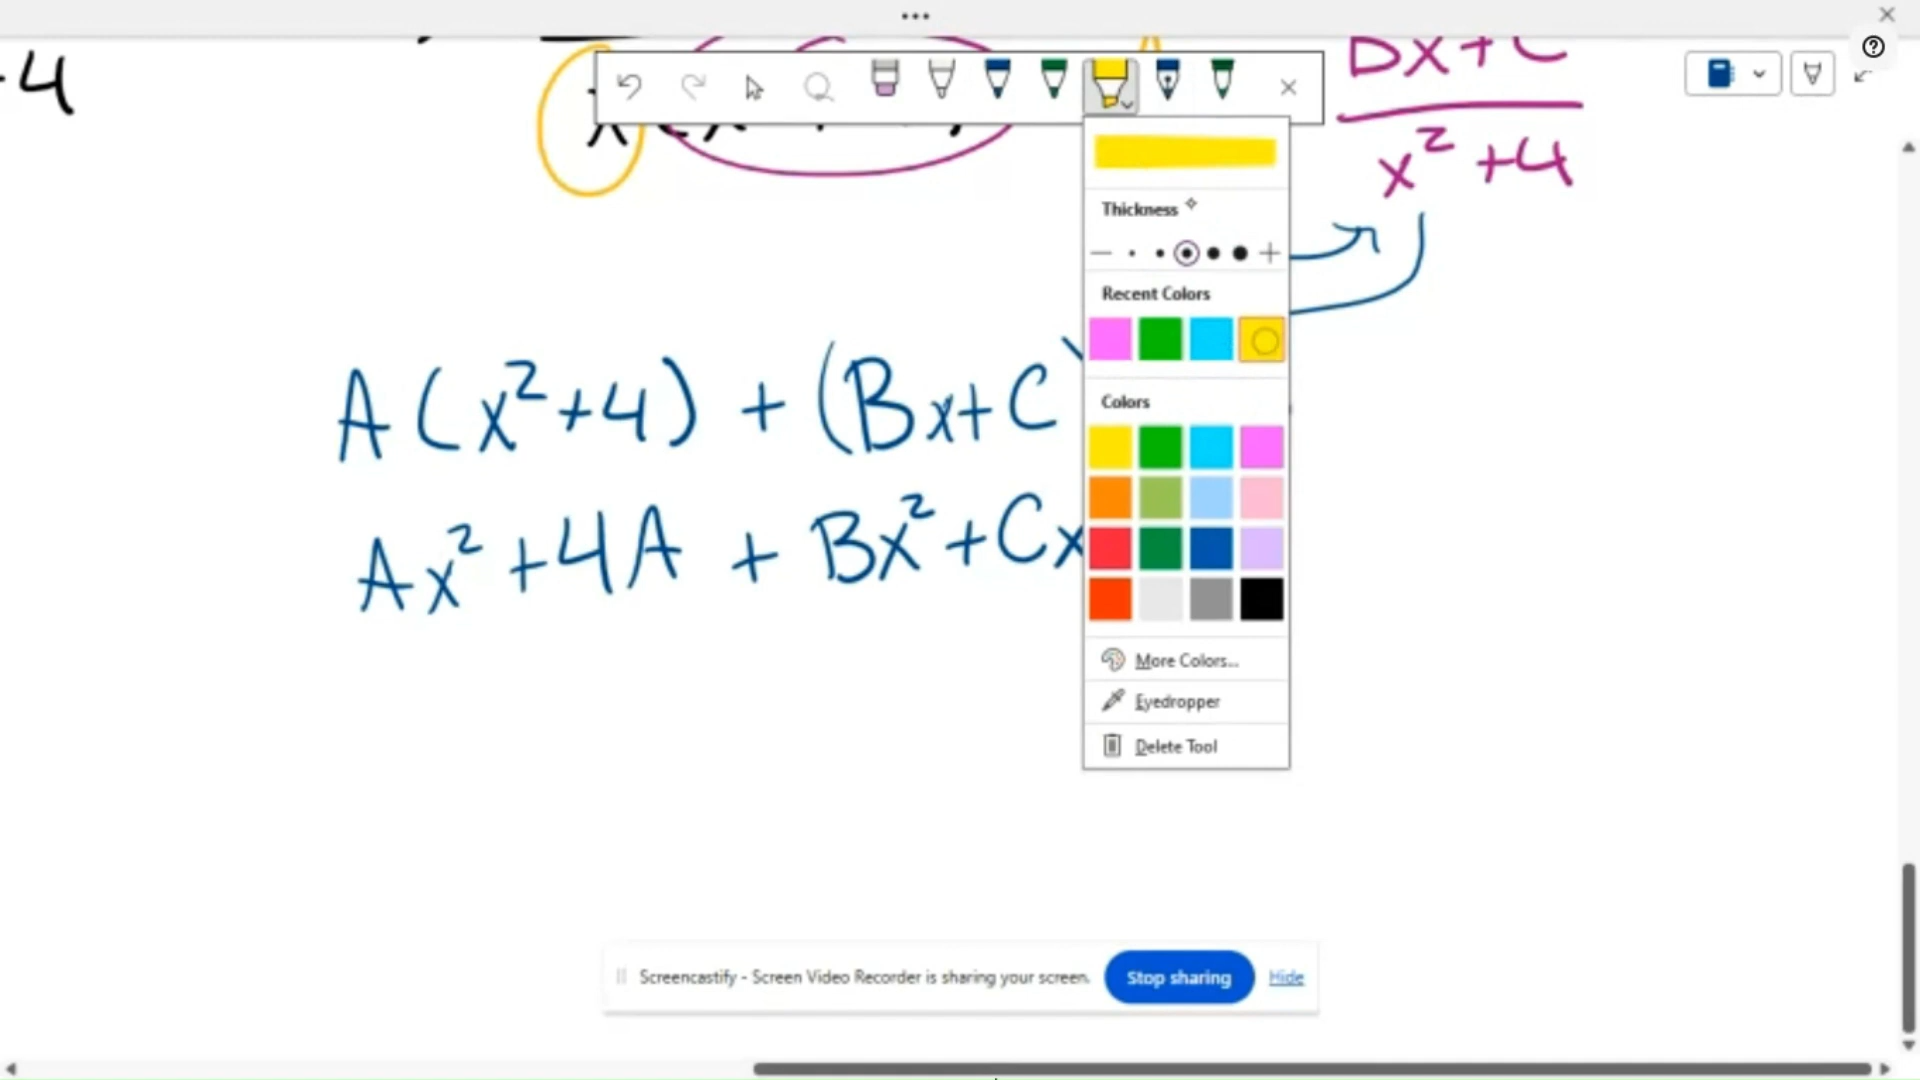 +4
Bx+C
x² +4
Thickness
Recent Colors
A(x²+4) + (Bx+C
Colors
Ax² +4A + Bx² +Cx
More Colors...
Eyedropper
Delete Tool
Screencastify - Screen Video Recorder is sharing your screen.
Stop sharing
Hide